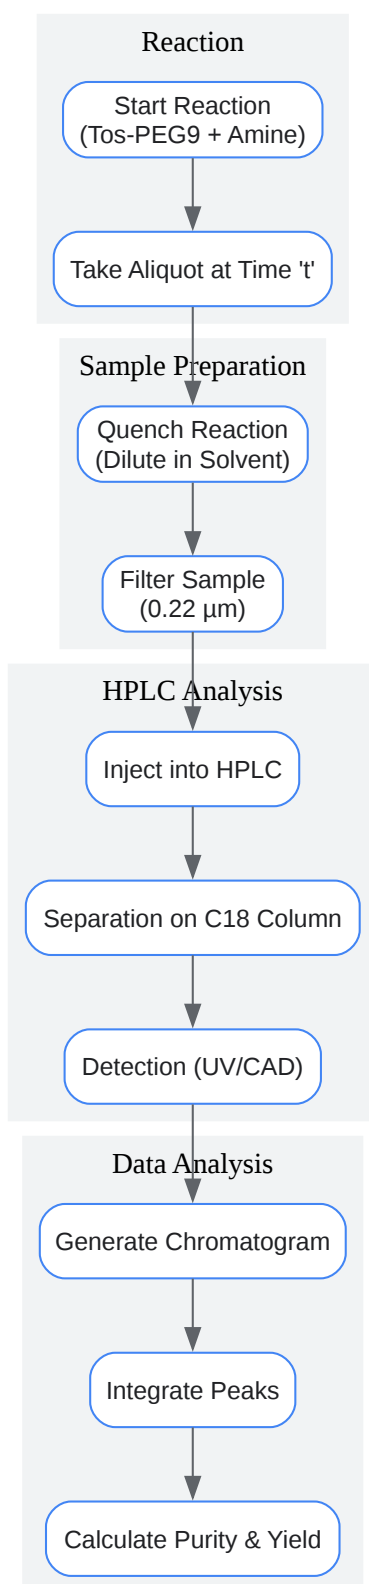 Reaction
Start Reaction
(Tos-PEG9 + Amine)
Take Aliquot at Time 't'
Sample Preparation
Quench Reaction
(Dilute in Solvent)
Filter Sample
(0.22 µm)
HPLC Analysis
Inject into HPLC
Separation on C18 Column
Detection (UV/CAD)
Data Analysis
Generate Chromatogram
Integrate Peaks
Calculate Purity & Yield